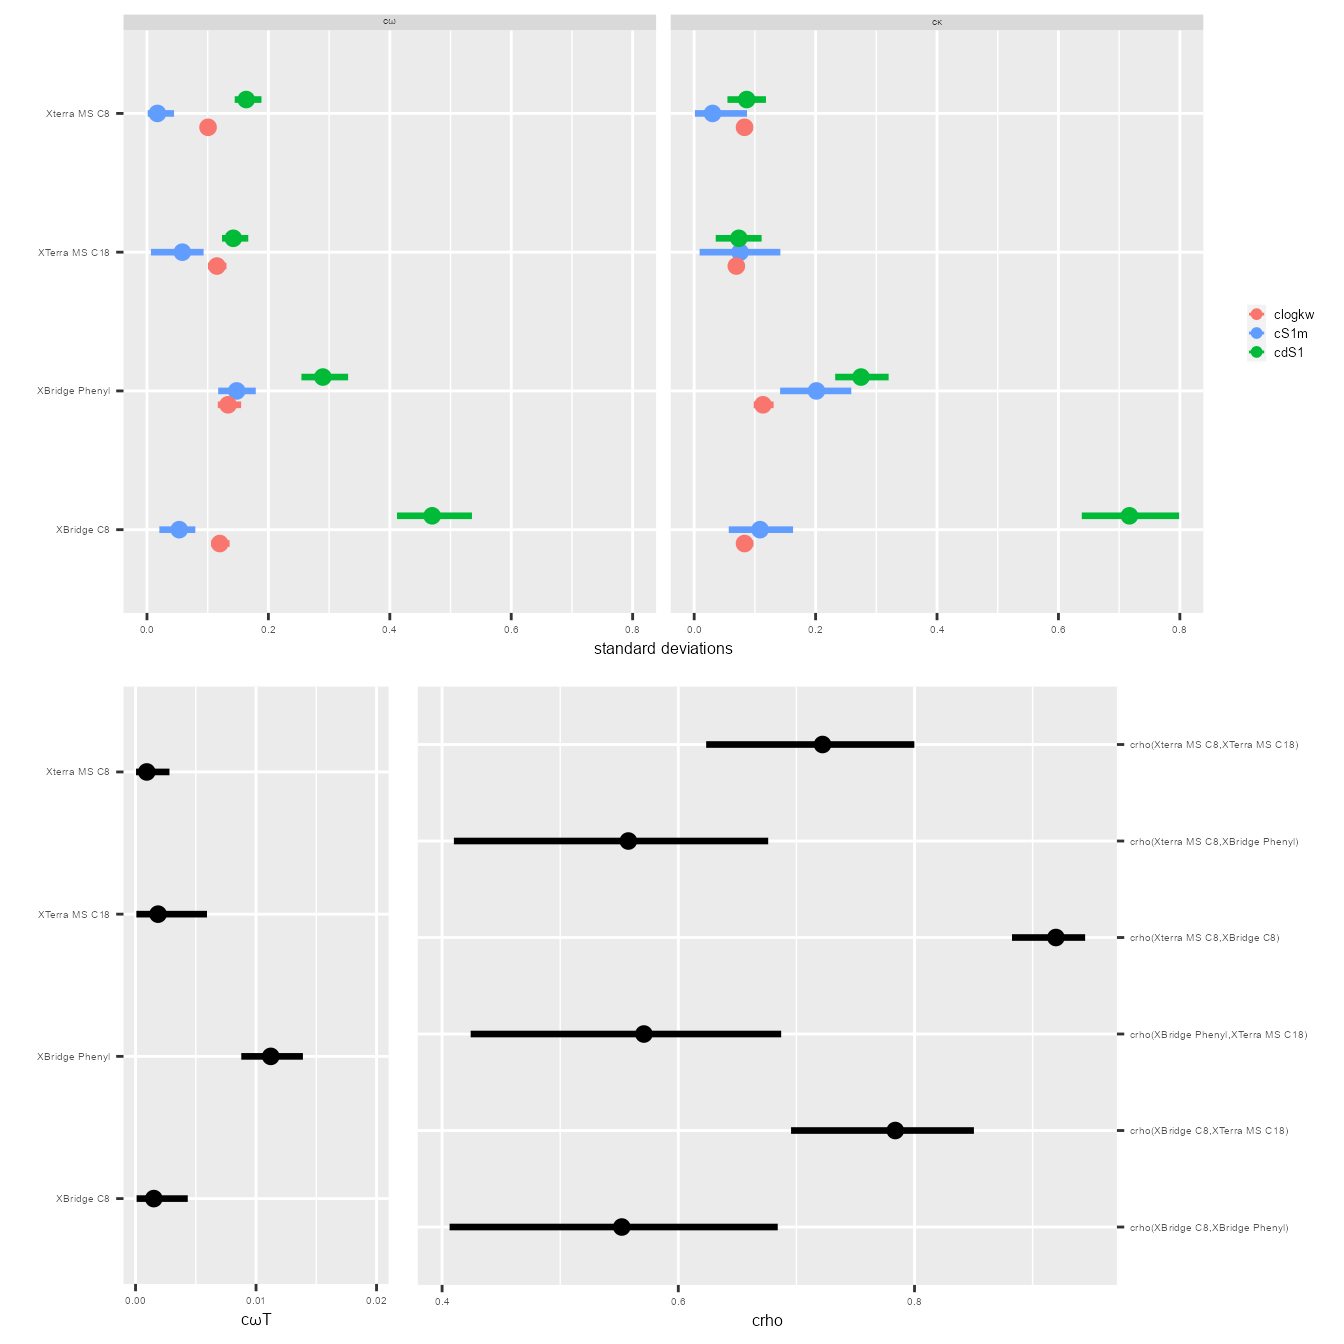 cω
cκ
Xterra MS C8
XTerra MS C18
XBridge Phenyl
XBridge C8
0.0 0.2 0.4 0.6 0.8
0.0 0.2 0.4 0.6 0.8
standard deviations
clogkw
cS1m
cdS1
Xterra MS C8
XTerra MS C18
XBridge Phenyl
XBridge C8
0.00 0.01 0.02
cωT
crho(Xterra MS C8,XTerra MS C18)
crho(Xterra MS C8,XBridge Phenyl)
crho(Xterra MS C8,XBridge C8)
crho(XBridge Phenyl,XTerra MS C18)
crho(XBridge C8,XTerra MS C18)
crho(XBridge C8,XBridge Phenyl)
0.4 0.6 0.8
crho